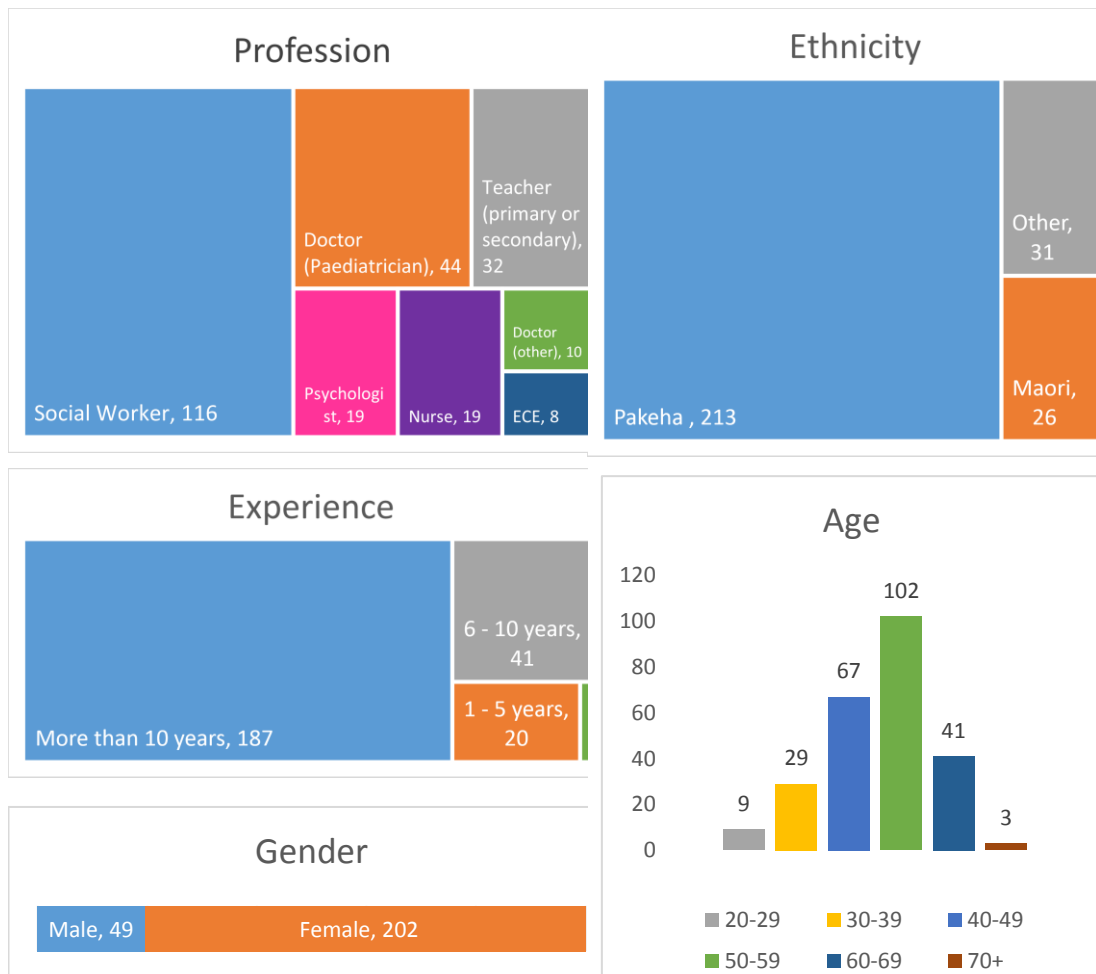 Profession
Social Worker, 116
Doctor
(Paediatrician), 44
Teacher
(primary or
secondary),
32
Psychologi
st, 19
Nurse, 19
Doctor
(other), 10
ECE, 8
Ethnicity
Pakeha , 213
Other,
31
Maori,
26
Experience
More than 10 years, 187
6 - 10 years,
41
1 - 5 years,
20
Age
120
100
80
60
40
20
0
9
29
67
102
41
3
20-29
30-39
40-49
50-59
60-69
70+
Gender
Male, 49
Female, 202